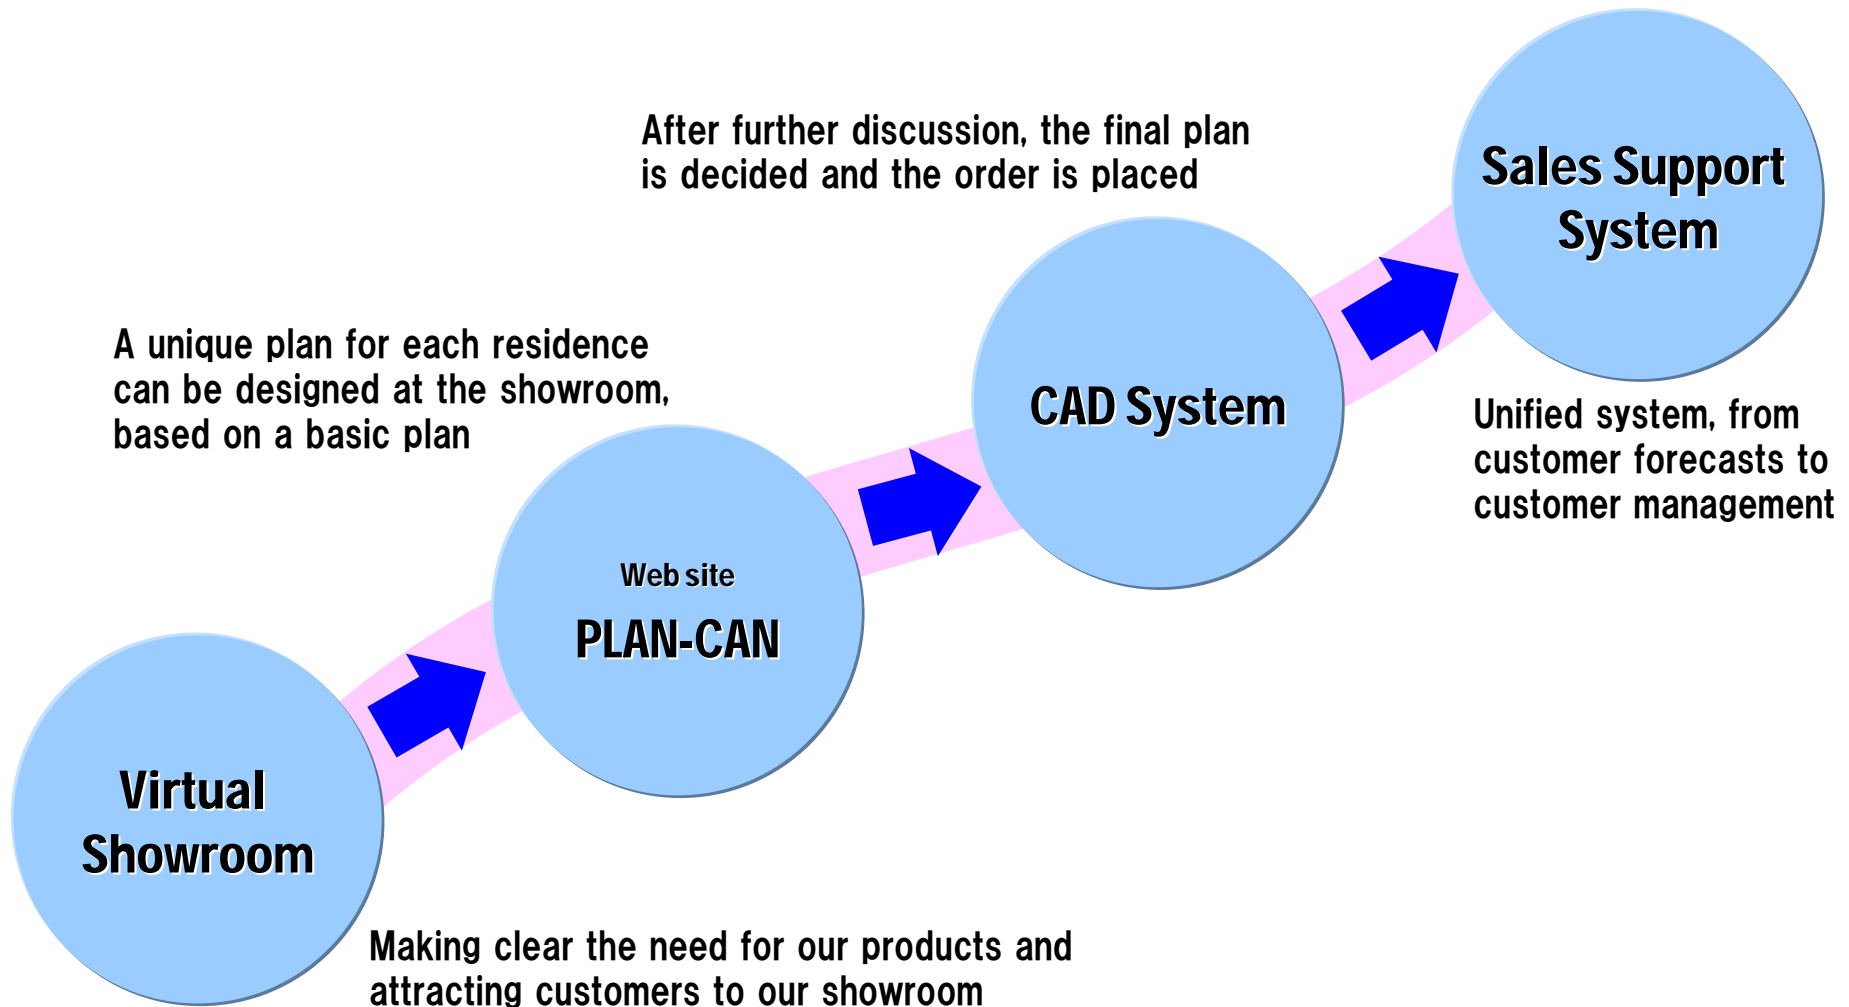 After further discussion, the final plan
is decided and the order is placed
Sales Support
System
A unique plan for each residence
can be designed at the showroom,
based on a basic plan
CAD System
Unified system, from
customer forecasts to
customer management
Web site
PLAN-CAN
Virtual
Showroom
Making clear the need for our products and
attracting customers to our showroom